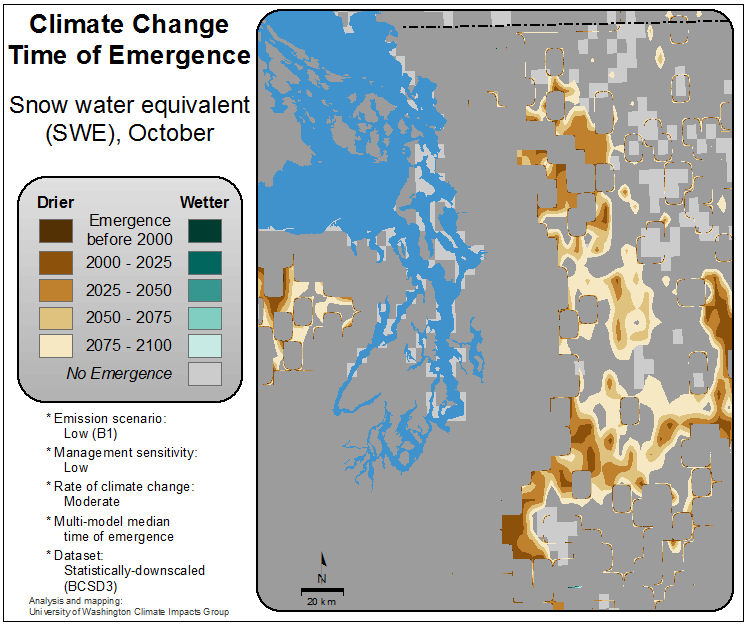 Climate Change
Time of Emergence
Snow water equivalent
(SWE), October
Drier Wetter
Emergence
before 2000
2000 - 2025
2025 - 2050
2050 - 2075
2075 - 2100
No Emergence
* Emission scenario:
Low (B1)
* Management sensitivity:
Low
* Rate of climate change:
Moderate
* Multi-model median
time of emergence
* Dataset:
Statistically-downscaled
(BCSD3)
Analysis and mapping:
University of Washington Climate Impacts Group
N
20 km